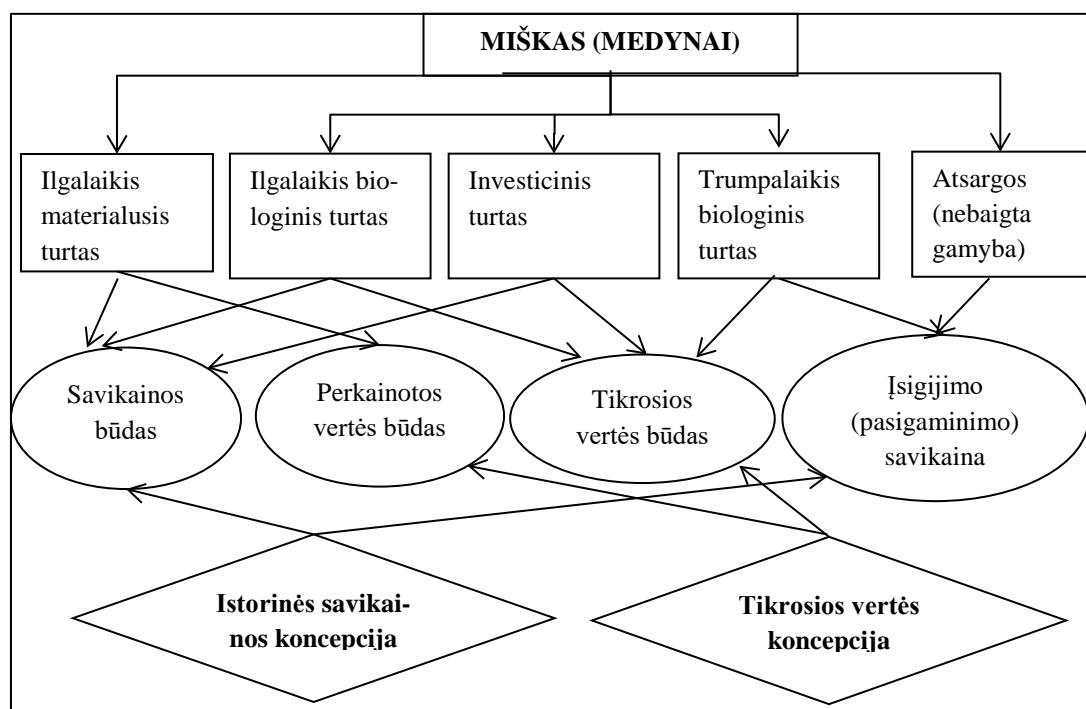 MIŠKAS (MEDYNAI)
Ilgalaikis
materialusis
turtas
Ilgalaikis bio-
loginis turtas
Investicinis
turtas
Trumpalaikis
biologinis
turtas
Atsargos
(nebaigta
gamyba)
Savikainos
būdas
Perkainotos
vertės būdas
Tikrosios
vertės būdas
Įsigijimo
(pasigaminimo)
savikaina
Istorinės savikai-
nos koncepcija
Tikrosios vertės
koncepcija